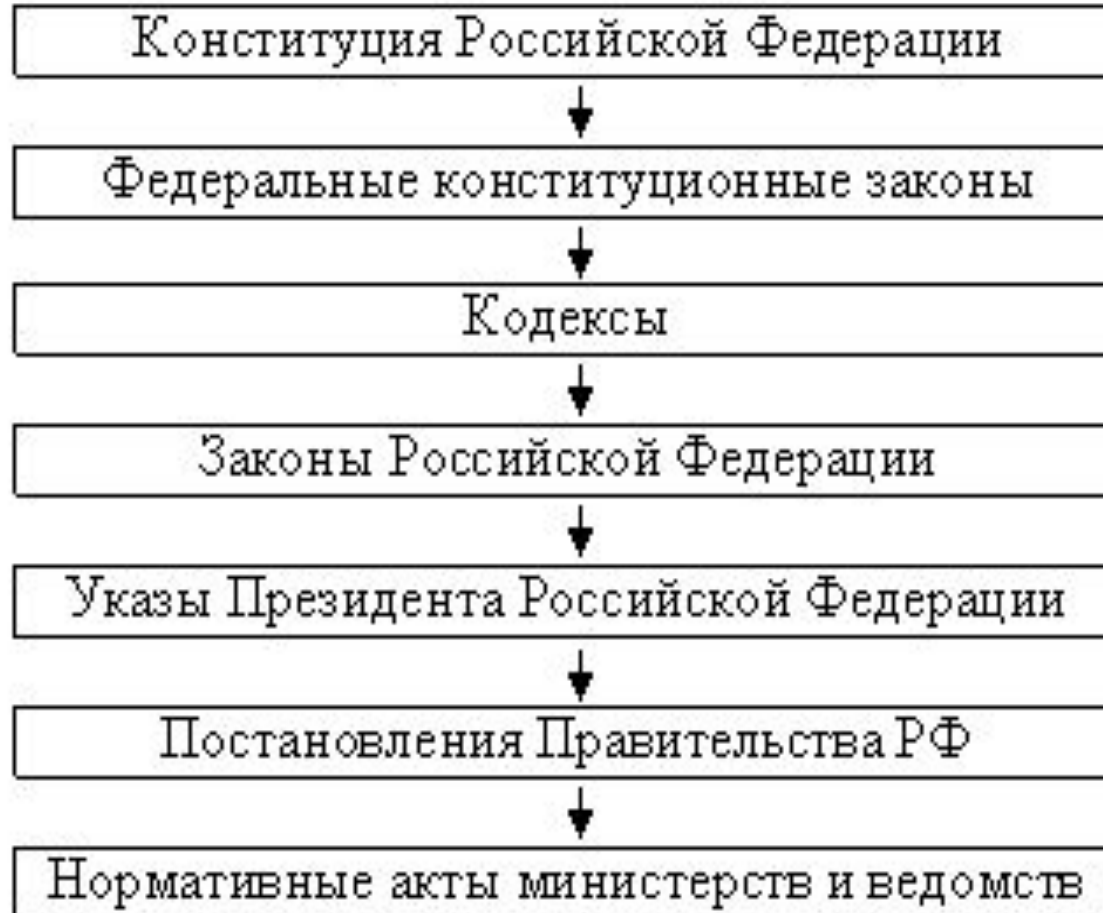 Конституция Российской Федерации
Федеральные конституционные законы
Кодексы
Законы Российской Федерации
Указы Президента Российской Федерации
Постановления Правительства РФ
Нормативные акты министерств и ведомств